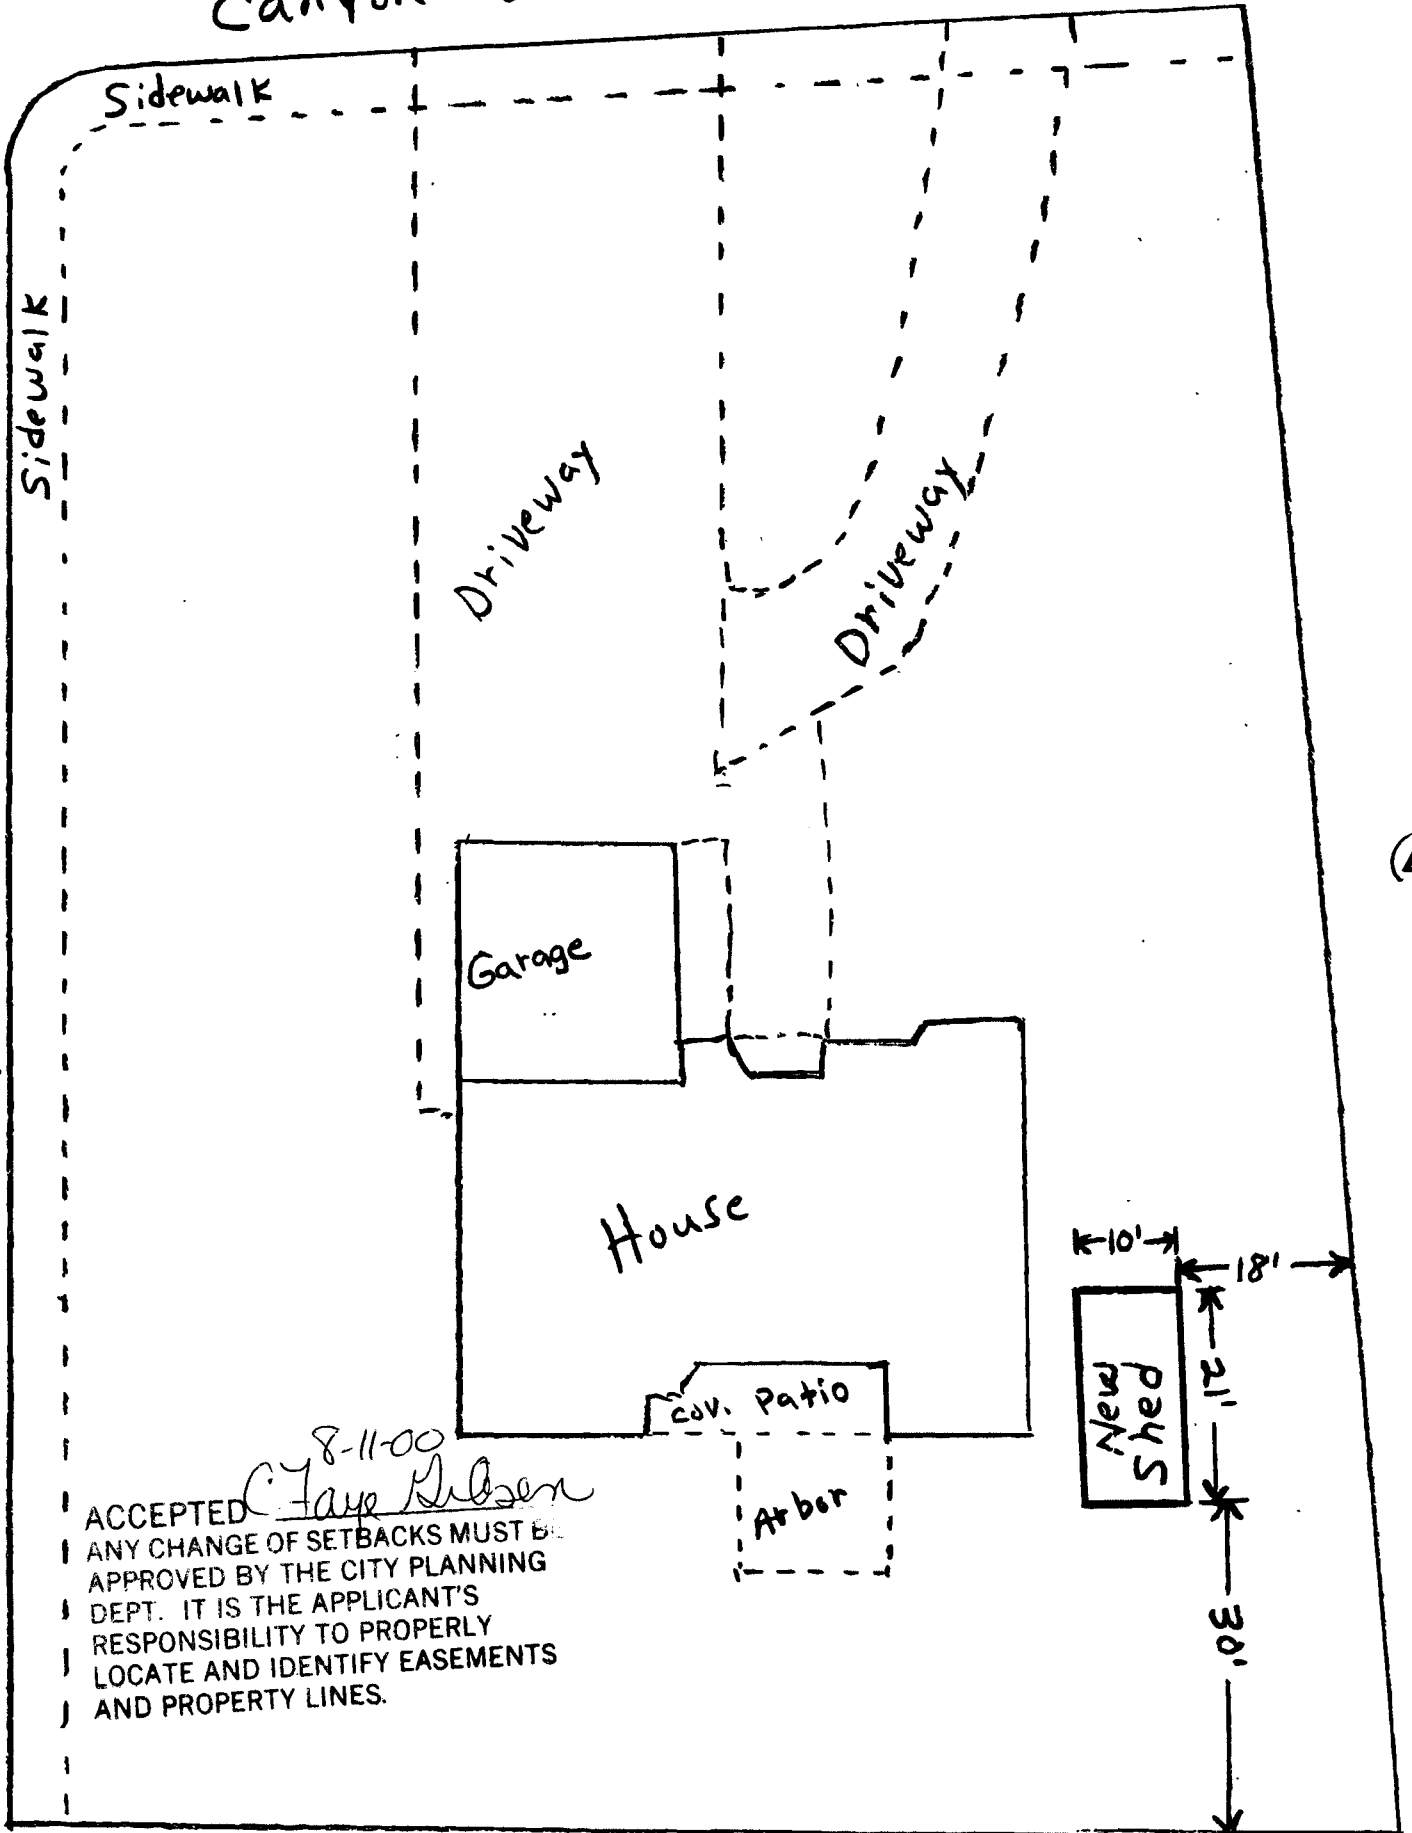 Canyon
Sidewalk
Sidewalk
Driveway
Driveway
Garage
House
10'
18'
21'
New
Shed
cov. Patio
Arbor
30'
8-11-00
ACCEPTED C Faye Gibson
ANY CHANGE OF SETBACKS MUST BE
APPROVED BY THE CITY PLANNING
DEPT. IT IS THE APPLICANT'S
RESPONSIBILITY TO PROPERLY
LOCATE AND IDENTIFY EASEMENTS
AND PROPERTY LINES.